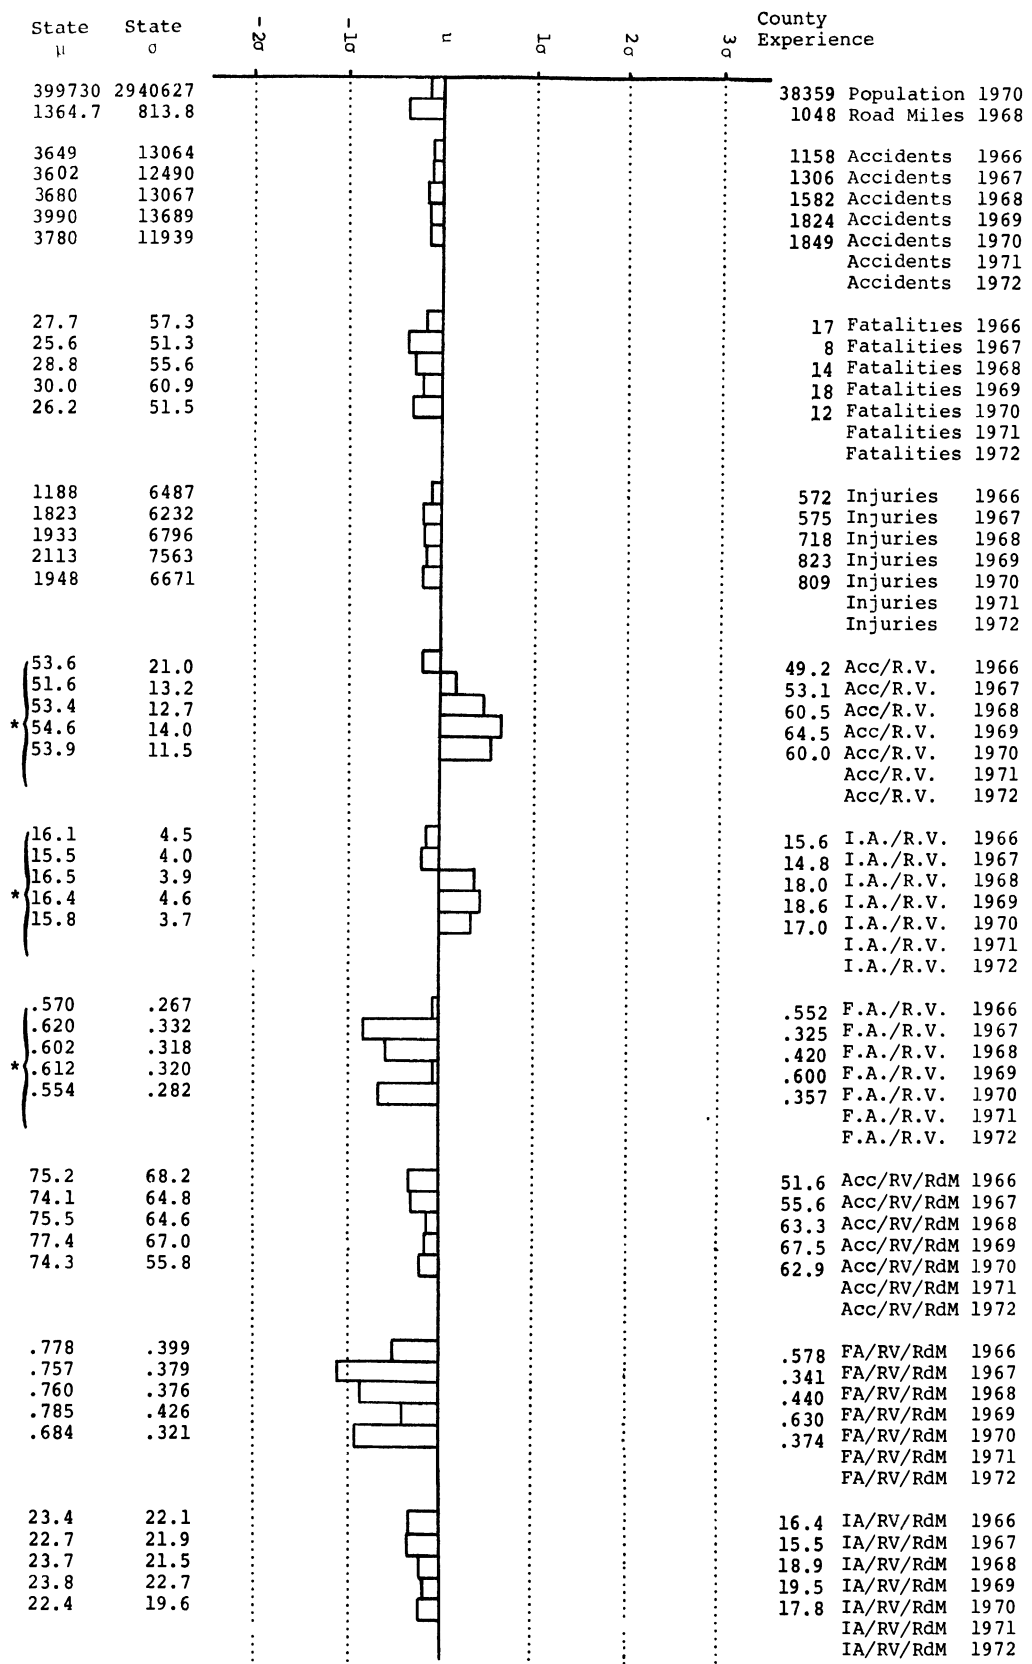 State State -2σ -1σ μ 1σ 2σ 3σ County
μ σ Experience
399730 2940627 38359 Population 1970
1364.7 813.8 1048 Road Miles 1968
3649 13064 1158 Accidents 1966
3602 12490 1306 Accidents 1967
3680 13067 1582 Accidents 1968
3990 13689 1824 Accidents 1969
3780 11939 1849 Accidents 1970
Accidents 1971
Accidents 1972
27.7 57.3 17 Fatalities 1966
25.6 51.3 8 Fatalities 1967
28.8 55.6 14 Fatalities 1968
30.0 60.9 18 Fatalities 1969
26.2 51.5 12 Fatalities 1970
Fatalities 1971
Fatalities 1972
1188 6487 572 Injuries 1966
1823 6232 575 Injuries 1967
1933 6796 718 Injuries 1968
2113 7563 823 Injuries 1969
1948 6671 809 Injuries 1970
Injuries 1971
Injuries 1972
53.6 21.0 49.2 Acc/R.V. 1966
51.6 13.2 53.1 Acc/R.V. 1967
53.4 12.7 60.5 Acc/R.V. 1968
* 54.6 14.0 64.5 Acc/R.V. 1969
53.9 11.5 60.0 Acc/R.V. 1970
Acc/R.V. 1971
Acc/R.V. 1972
16.1 4.5 15.6 I.A./R.V. 1966
15.5 4.0 14.8 I.A./R.V. 1967
16.5 3.9 18.0 I.A./R.V. 1968
* 16.4 4.6 18.6 I.A./R.V. 1969
15.8 3.7 17.0 I.A./R.V. 1970
I.A./R.V. 1971
I.A./R.V. 1972
.570 .267 .552 F.A./R.V. 1966
.620 .332 .325 F.A./R.V. 1967
.602 .318 .420 F.A./R.V. 1968
* .612 .320 .600 F.A./R.V. 1969
.554 .282 .357 F.A./R.V. 1970
F.A./R.V. 1971
F.A./R.V. 1972
75.2 68.2 51.6 Acc/RV/RdM 1966
74.1 64.8 55.6 Acc/RV/RdM 1967
75.5 64.6 63.3 Acc/RV/RdM 1968
77.4 67.0 67.5 Acc/RV/RdM 1969
74.3 55.8 62.9 Acc/RV/RdM 1970
Acc/RV/RdM 1971
Acc/RV/RdM 1972
.778 .399 .578 FA/RV/RdM 1966
.757 .379 .341 FA/RV/RdM 1967
.760 .376 .440 FA/RV/RdM 1968
.785 .426 .630 FA/RV/RdM 1969
.684 .321 .374 FA/RV/RdM 1970
FA/RV/RdM 1971
FA/RV/RdM 1972
23.4 22.1 16.4 IA/RV/RdM 1966
22.7 21.9 15.5 IA/RV/RdM 1967
23.7 21.5 18.9 IA/RV/RdM 1968
23.8 22.7 19.5 IA/RV/RdM 1969
22.4 19.6 17.8 IA/RV/RdM 1970
IA/RV/RdM 1971
IA/RV/RdM 1972